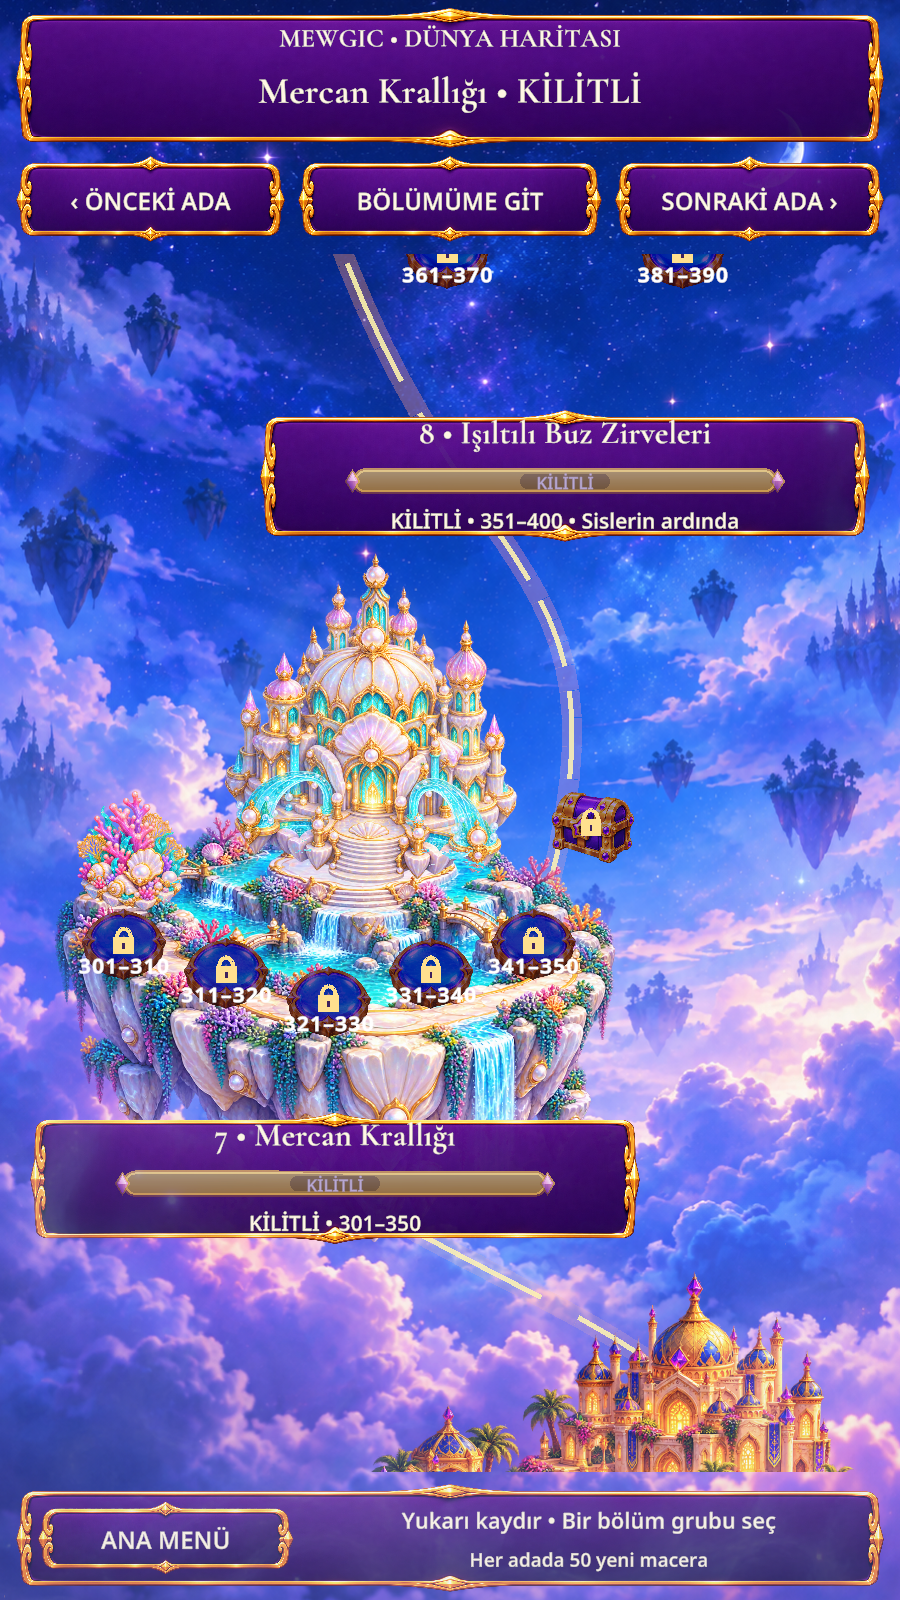 MEWGIC • DÜNYA HARİTASI
Mercan Krallığı • KİLİTLİ
‹ ÖNCEKİ ADA
BÖLÜMÜME GİT
SONRAKİ ADA ›
361–370
381–390
8 • Işıltılı Buz Zirveleri
KİLİTLİ
KİLİTLİ • 351–400 • Sislerin ardında
301–310
311–320
321–330
331–340
341–350
7 • Mercan Krallığı
KİLİTLİ
KİLİTLİ • 301–350
ANA MENÜ
Yukarı kaydır • Bir bölüm grubu seç
Her adada 50 yeni macera